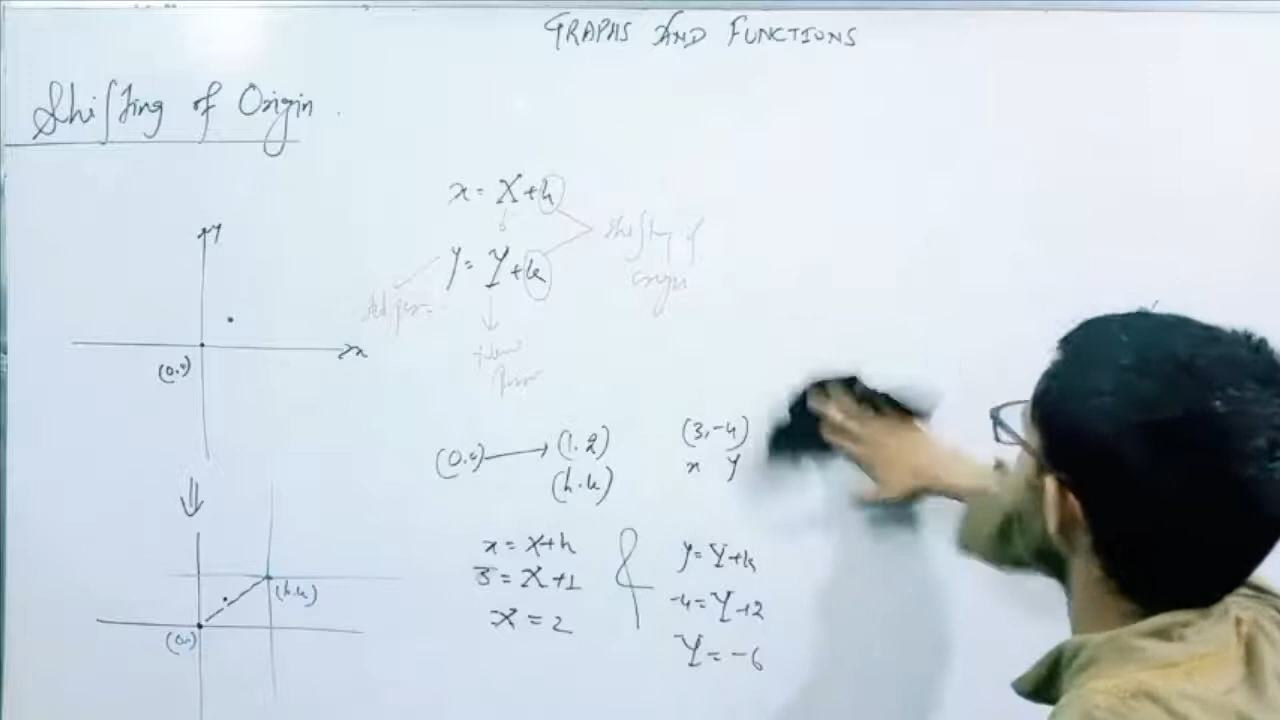 GRAPHS AND FUNCTIONS
Shifting of Origin.
x = X+h
y = Y+k
Shifting of
origin
y
x
(0,0)
(0,0) → (1,2)
(h,k)
(3,-4)
x y
x = X+h & y = Y+k
3 = X+1
-4 = Y+2
X = 2
Y = -6
(h,k)
(0,0)